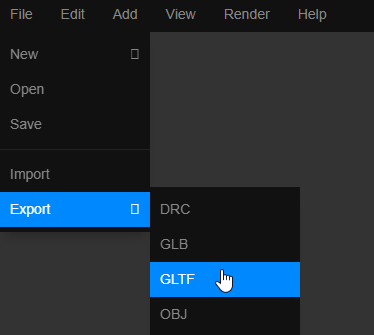 File Edit Add View Render Help
New
Open
Save
Import
Export
DRC
GLB
GLTF
OBJ